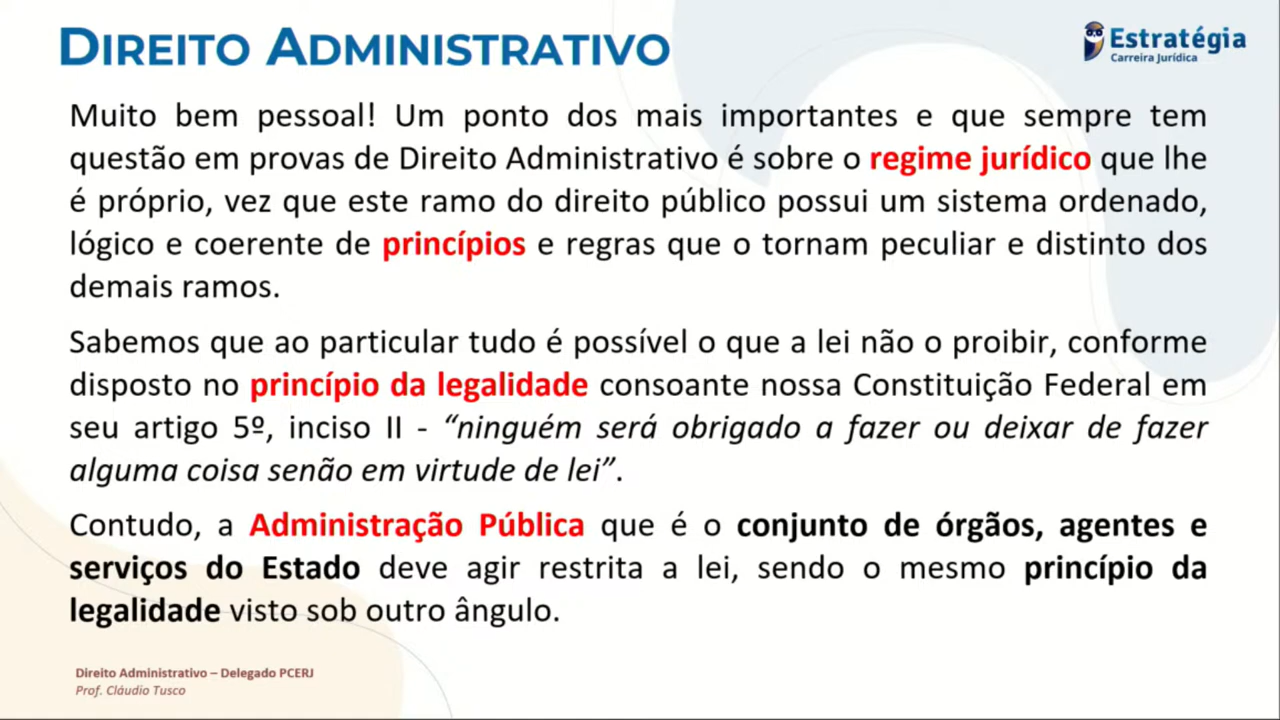 DIREITO ADMINISTRATIVO
Estratégia
Carreira Jurídica
Muito bem pessoal! Um ponto dos mais importantes e que sempre tem
questão em provas de Direito Administrativo é sobre o regime jurídico que lhe
é próprio, vez que este ramo do direito público possui um sistema ordenado,
lógico e coerente de princípios e regras que o tornam peculiar e distinto dos
demais ramos.
Sabemos que ao particular tudo é possível o que a lei não o proibir, conforme
disposto no princípio da legalidade consoante nossa Constituição Federal em
seu artigo 5º, inciso II - “ninguém será obrigado a fazer ou deixar de fazer
alguma coisa senão em virtude de lei”.
Contudo, a Administração Pública que é o conjunto de órgãos, agentes e
serviços do Estado deve agir restrita a lei, sendo o mesmo princípio da
legalidade visto sob outro ângulo.
Direito Administrativo – Delegado PCERJ
Prof. Cláudio Tusco